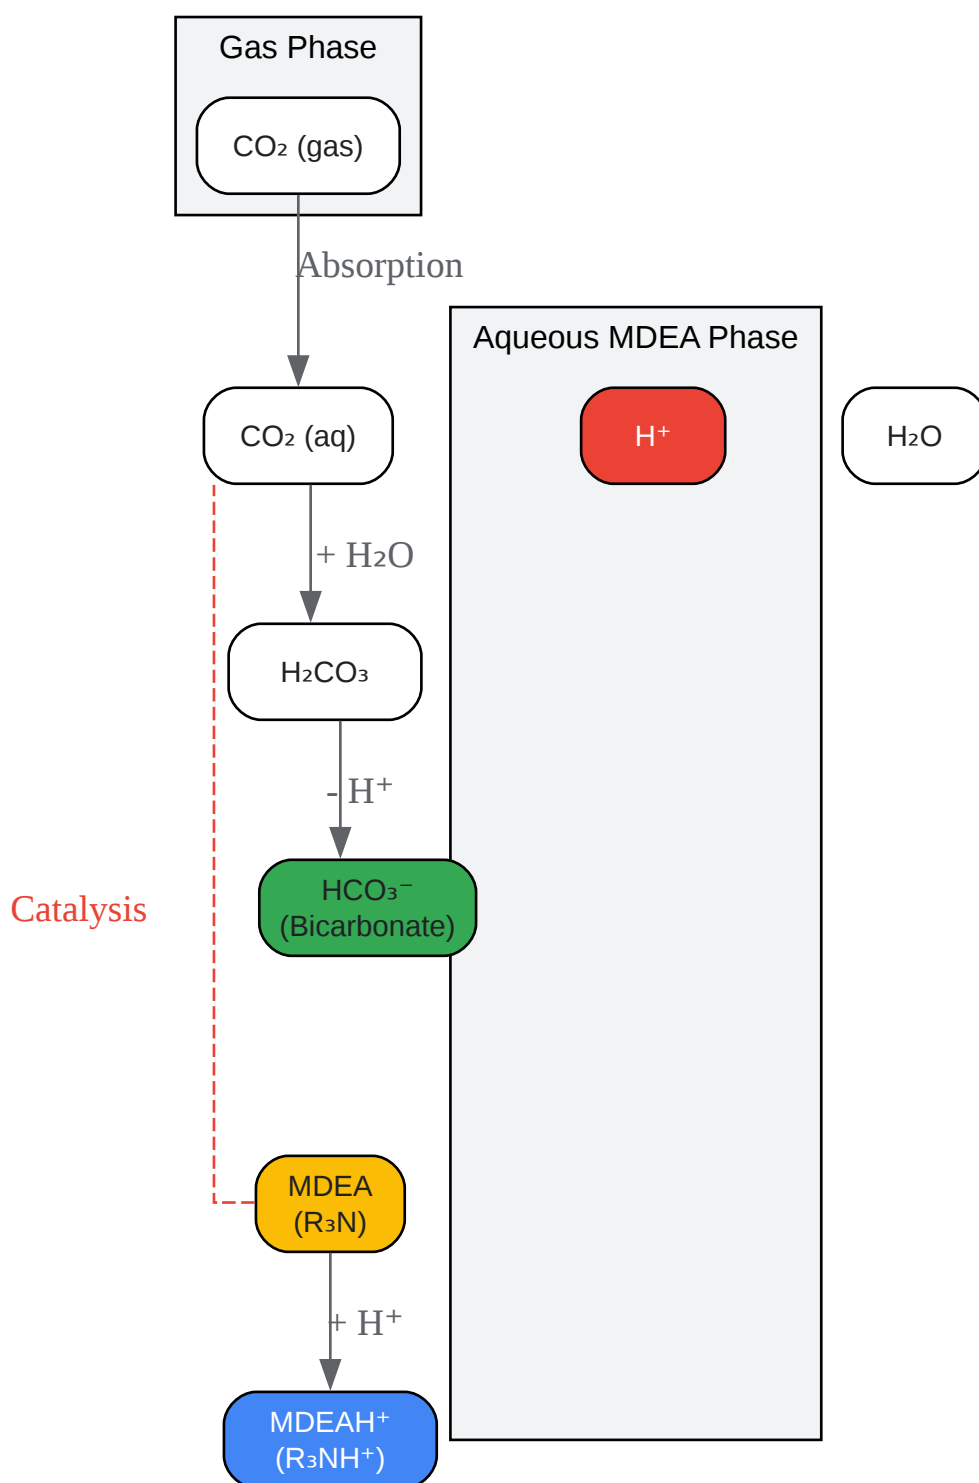 Gas Phase
CO₂ (gas)
Absorption
Aqueous MDEA Phase
CO₂ (aq)
H⁺
H₂O
+ H₂O
H₂CO₃
- H⁺
HCO₃⁻
(Bicarbonate)
Catalysis
MDEA
(R₃N)
+ H⁺
MDEAH⁺
(R₃NH⁺)